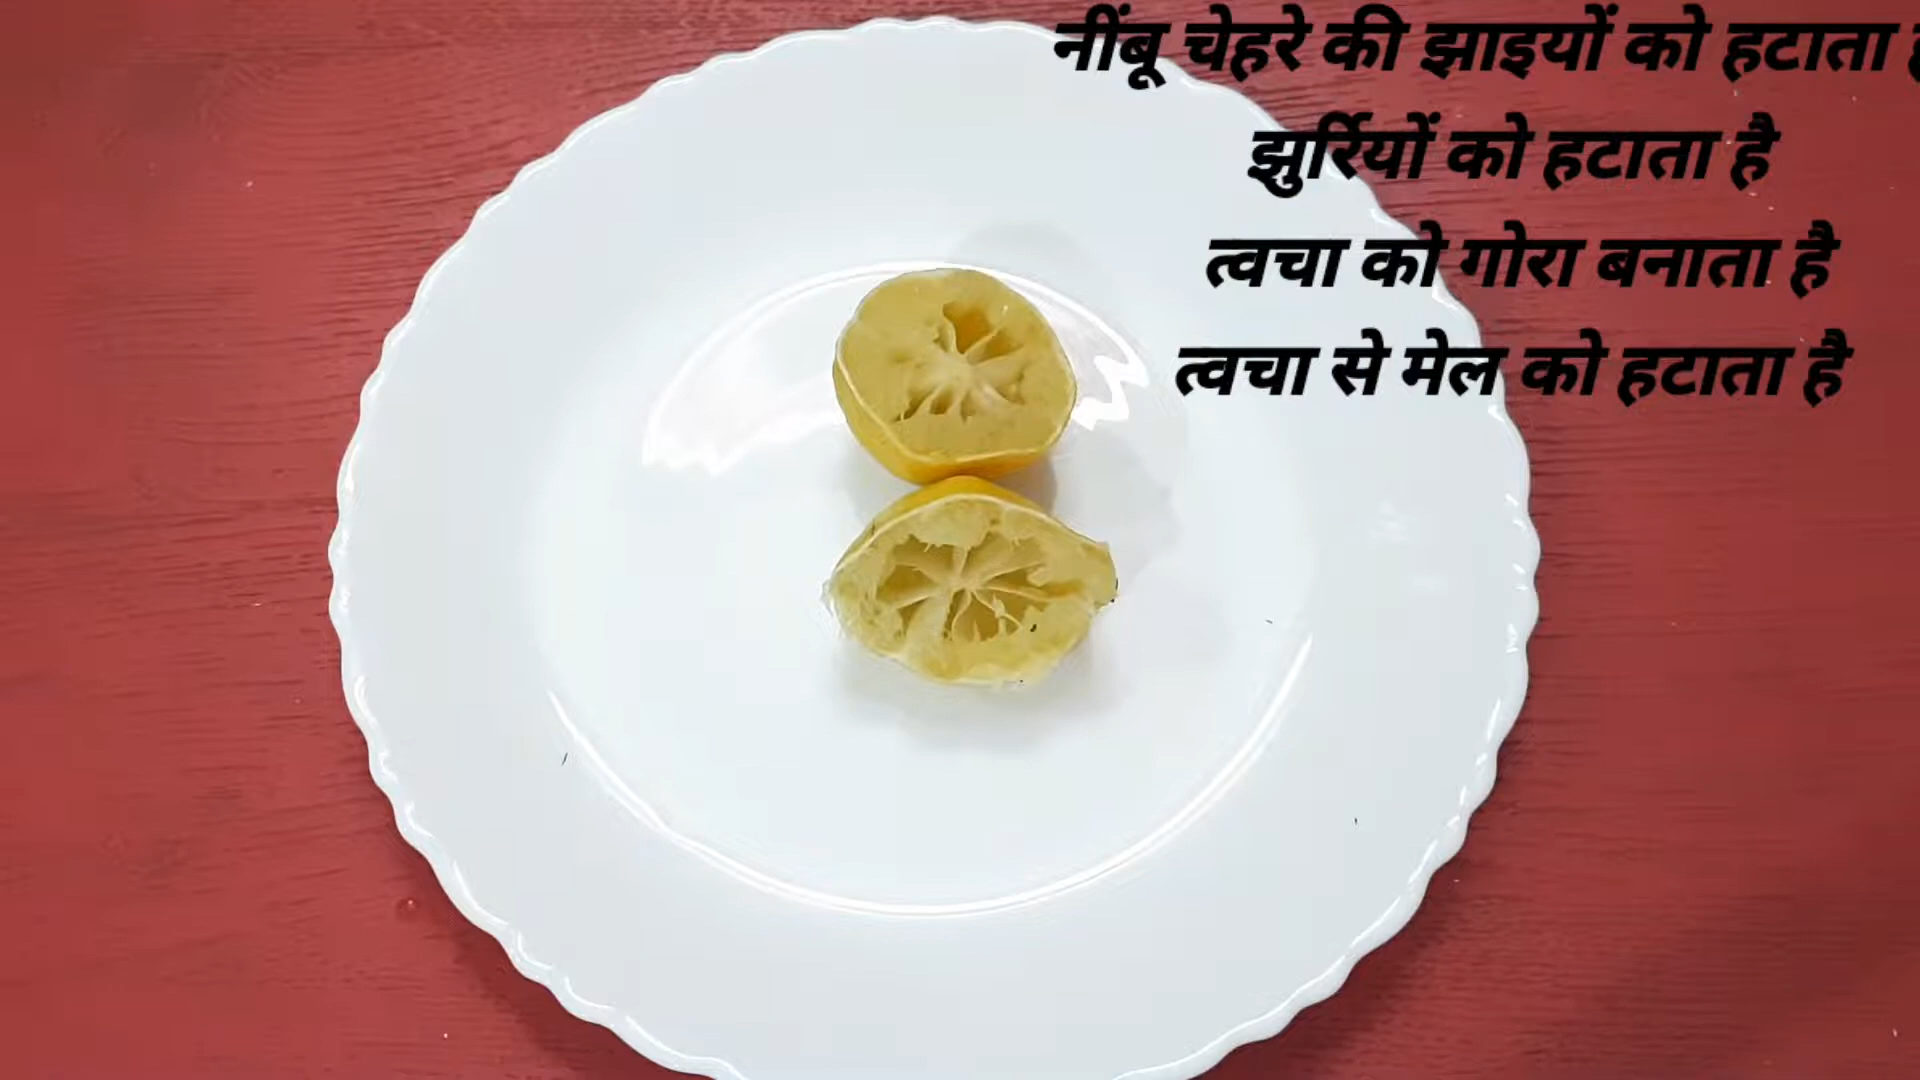 नींबू चेहरे की झाइयों को हटाता
झुर्रियों को हटाता है
त्वचा को गोरा बनाता है
त्वचा से मेल को हटाता है